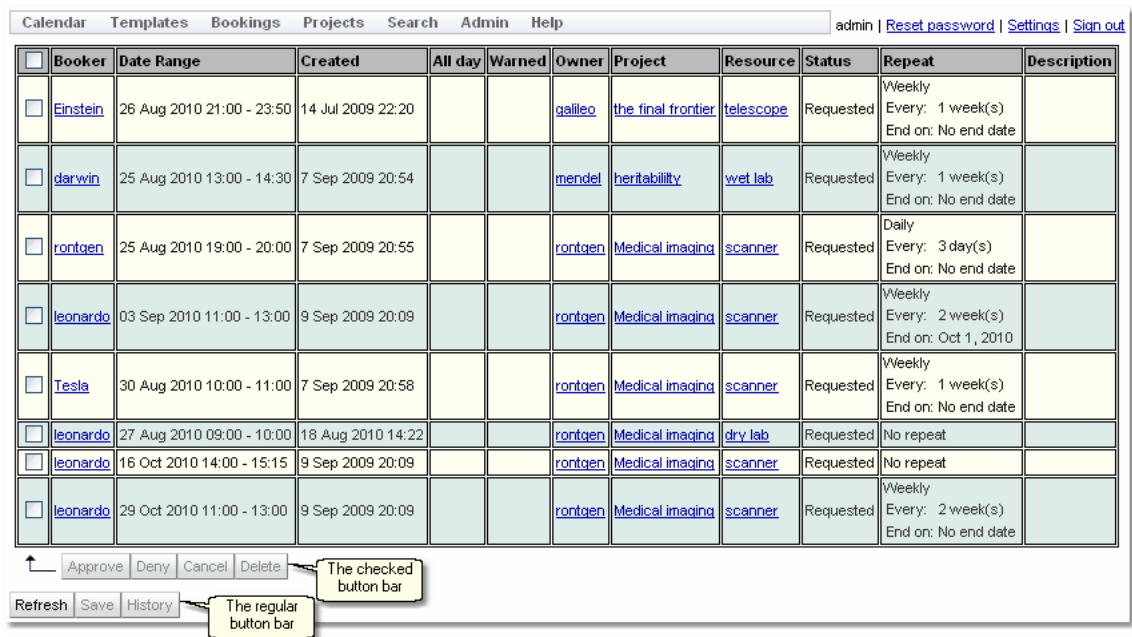 Calendar Templates Bookings Projects Search Admin Help admin | Reset password | Settings | Sign out
Booker Date Range Created All day Warned Owner Project Resource Status Repeat Description
Einstein 26 Aug 2010 21:00 - 23:50 14 Jul 2009 22:20 galileo the final frontier telescope Requested Weekly
Every: 1 week(s)
End on: No end date
darwin 25 Aug 2010 13:00 - 14:30 7 Sep 2009 20:54 mendel heritabililty wet lab Requested Weekly
Every: 1 week(s)
End on: No end date
rontgen 25 Aug 2010 19:00 - 20:00 7 Sep 2009 20:55 rontgen Medical imaging scanner Requested Daily
Every: 3 day(s)
End on: No end date
leonardo 03 Sep 2010 11:00 - 13:00 9 Sep 2009 20:09 rontgen Medical imaging scanner Requested Weekly
Every: 2 week(s)
End on: Oct 1, 2010
Tesla 30 Aug 2010 10:00 - 11:00 7 Sep 2009 20:58 rontgen Medical imaging scanner Requested Weekly
Every: 1 week(s)
End on: No end date
leonardo 27 Aug 2010 09:00 - 10:00 18 Aug 2010 14:22 rontgen Medical imaging dry lab Requested No repeat
leonardo 16 Oct 2010 14:00 - 15:15 9 Sep 2009 20:09 rontgen Medical imaging scanner Requested No repeat
leonardo 29 Oct 2010 11:00 - 13:00 9 Sep 2009 20:09 rontgen Medical imaging scanner Requested Weekly
Every: 2 week(s)
End on: No end date
Approve Deny Cancel Delete
The checked
button bar
Refresh Save History
The regular
button bar